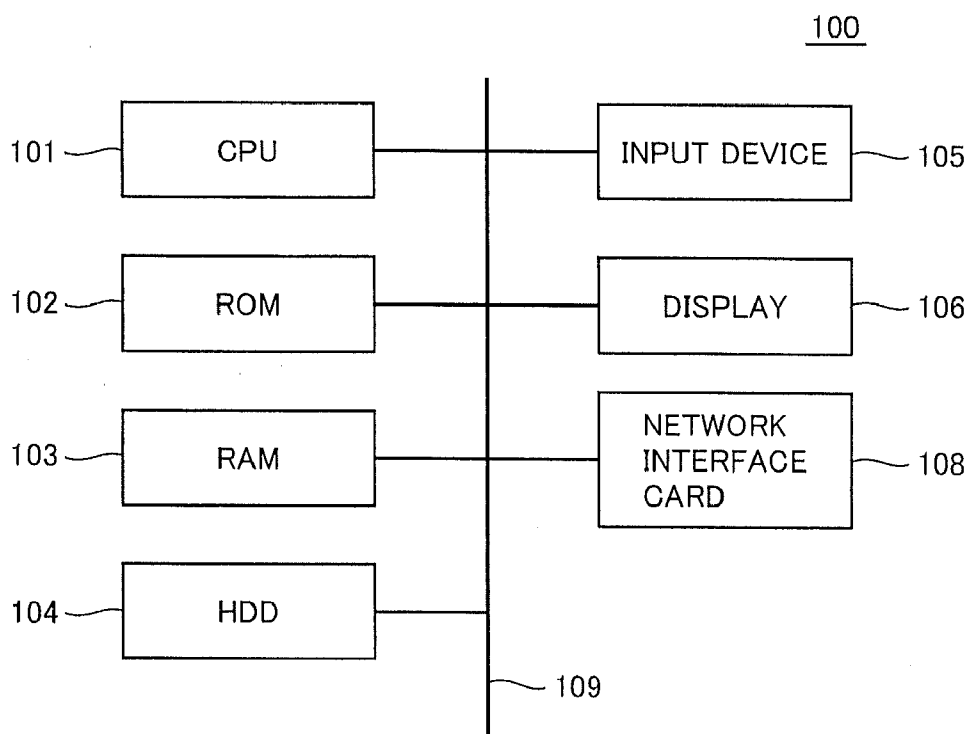 100
101
CPU
INPUT DEVICE
105
102
ROM
DISPLAY
106
103
RAM
NETWORK
INTERFACE
CARD
108
104
HDD
109